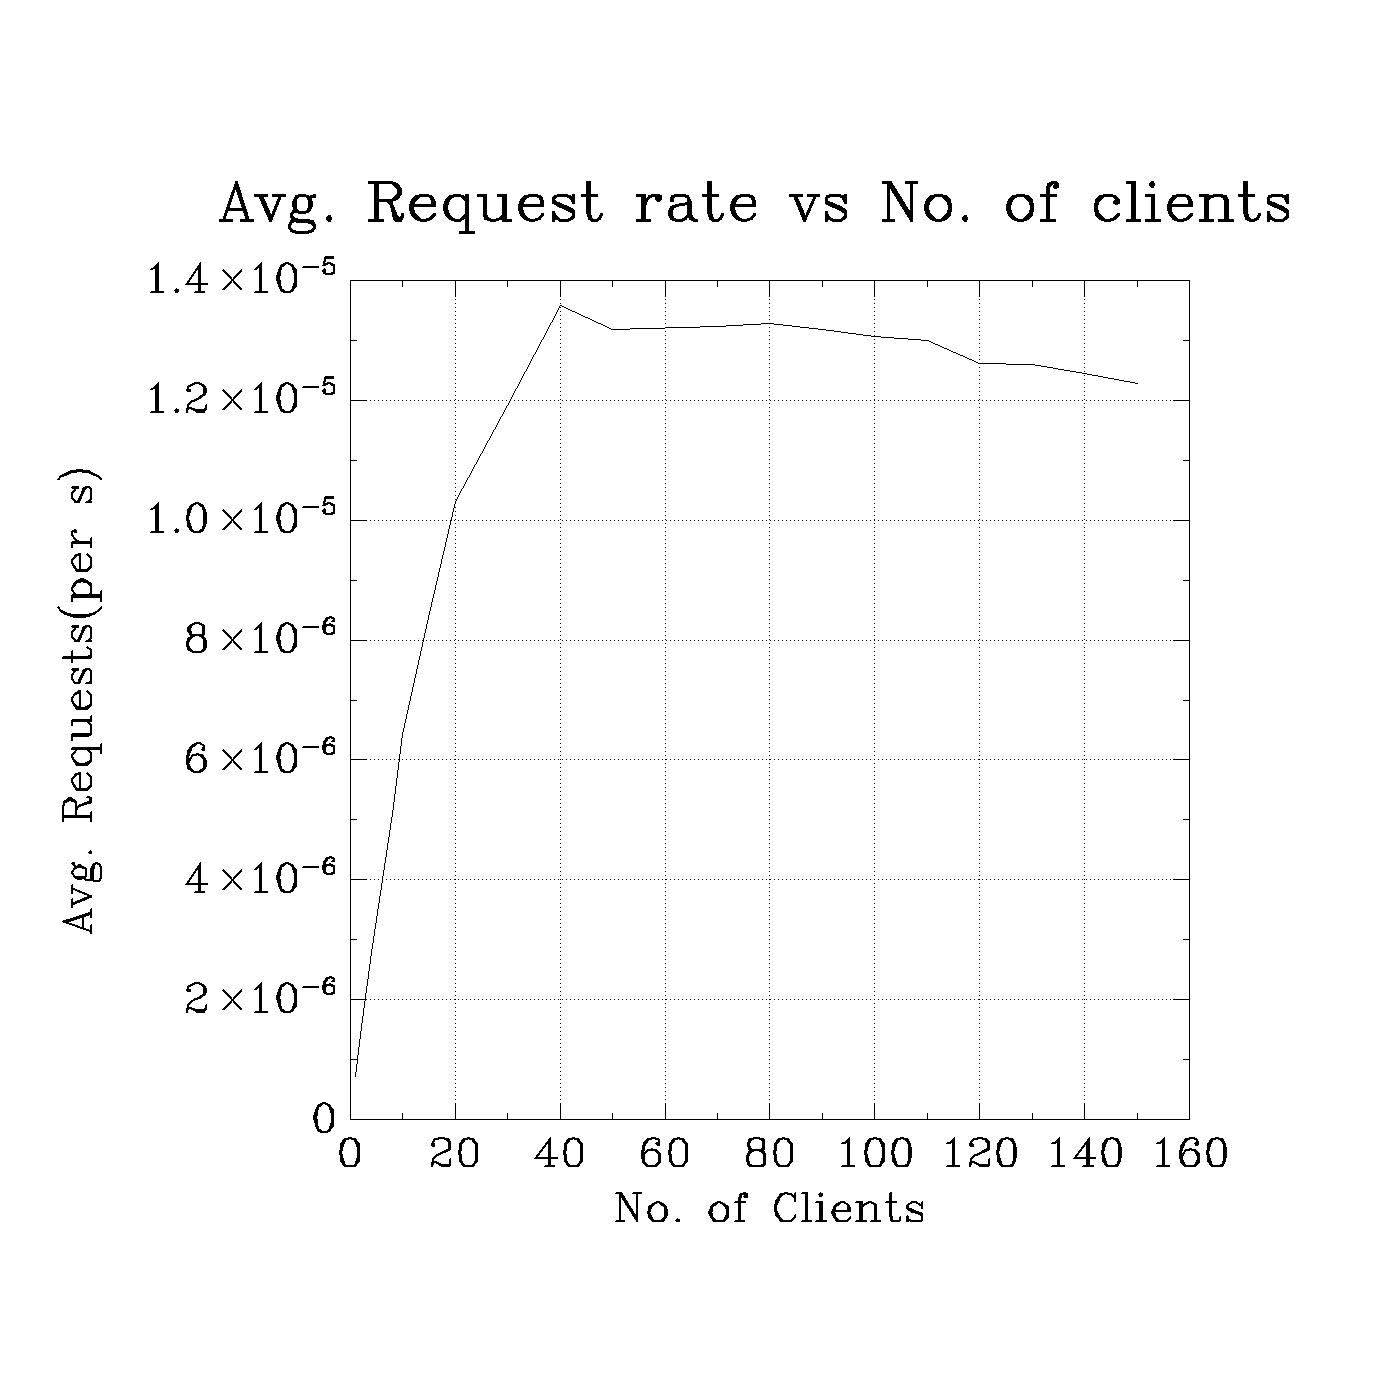 Avg. Request rate vs No. of clients
1.4×10⁻⁵
1.2×10⁻⁵
1.0×10⁻⁵
8×10⁻⁶
6×10⁻⁶
4×10⁻⁶
2×10⁻⁶
0
Avg. Requests(per s)
0 20 40 60 80 100 120 140 160
No. of Clients